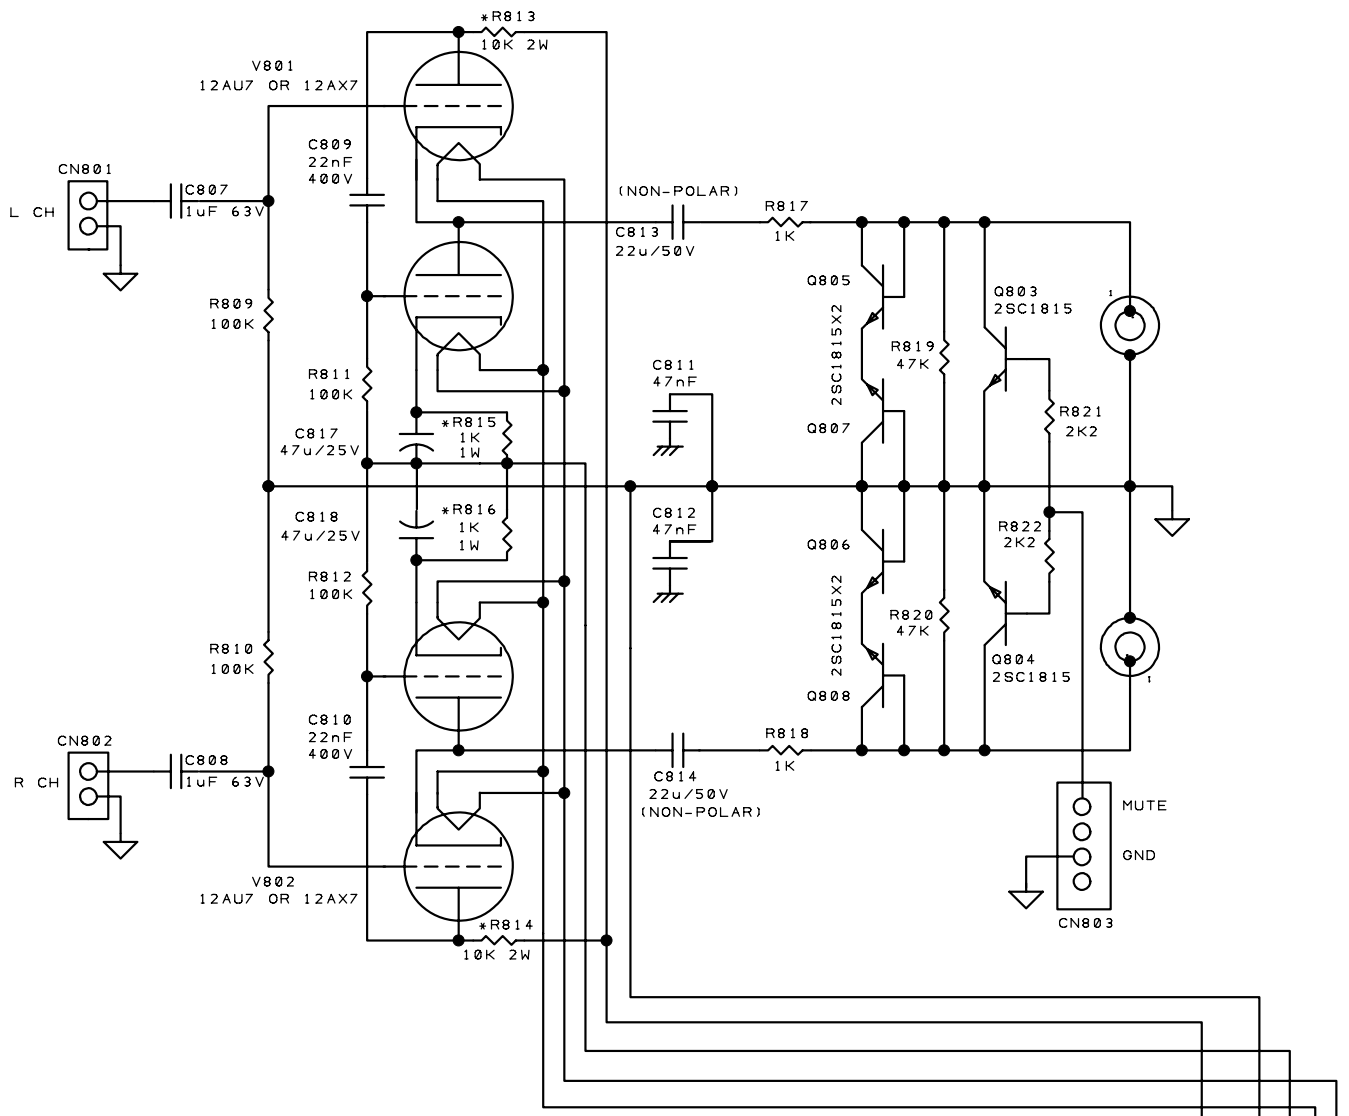 *R813
10K 2W
V801
12AU7 OR 12AX7
C809
22nF
400V
CN801
L CH
C807
1uF 63V
(NON-POLAR)
C813
22u/50V
R817
1K
R809
100K
Q805
2SC1815X2
Q807
Q803
2SC1815
1
R819
47K
R811
100K
C811
47nF
R821
2K2
*R815
1K
1W
C817
47u/25V
*R816
1K
1W
C818
47u/25V
C812
47nF
R822
2K2
Q806
2SC1815X2
Q808
R812
100K
R820
47K
R810
100K
Q804
2SC1815
1
C810
22nF
400V
CN802
R CH
C808
1uF 63V
R818
1K
C814
22u/50V
(NON-POLAR)
MUTE
GND
CN803
V802
12AU7 OR 12AX7
*R814
10K 2W